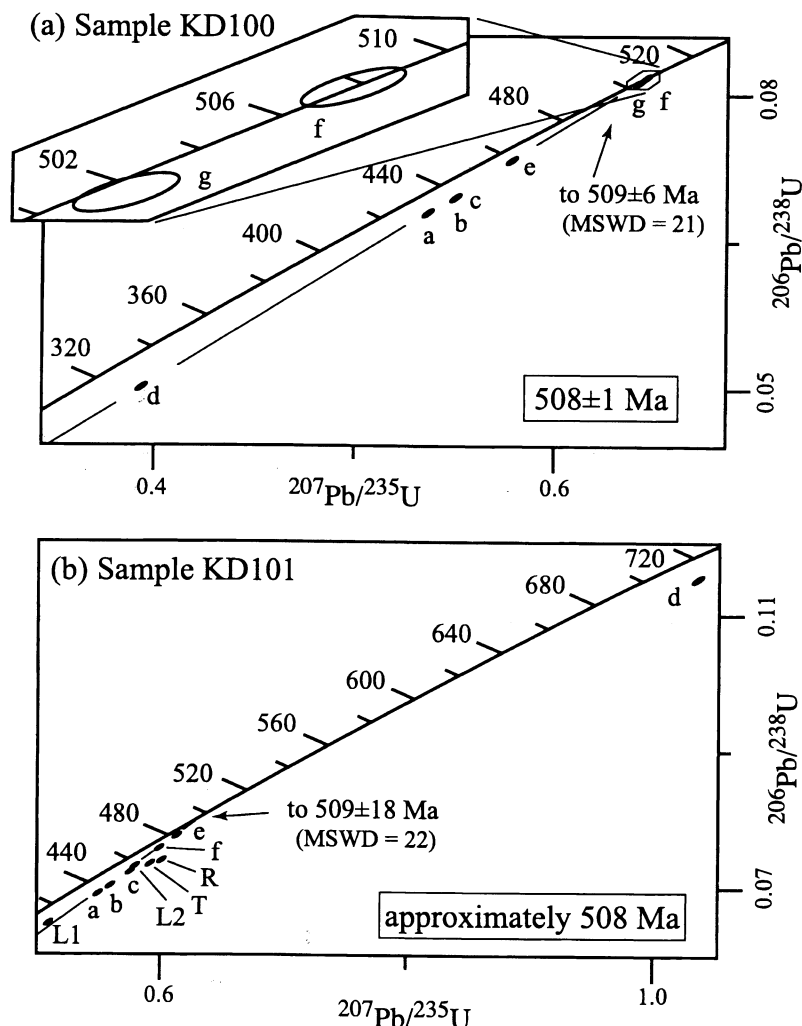 (a) Sample KD100
510
506
502
f
g
520
480
440
400
360
320
g f
e
c
b
a
d
to 509±6 Ma
(MSWD = 21)
508±1 Ma
0.08
0.05
206Pb/238U
0.4
0.6
207Pb/235U
(b) Sample KD101
720
680
640
600
560
520
480
440
d
e
f
R
T
L2
c
b
a
L1
to 509±18 Ma
(MSWD = 22)
approximately 508 Ma
0.11
0.07
206Pb/238U
0.6
1.0
207Pb/235U